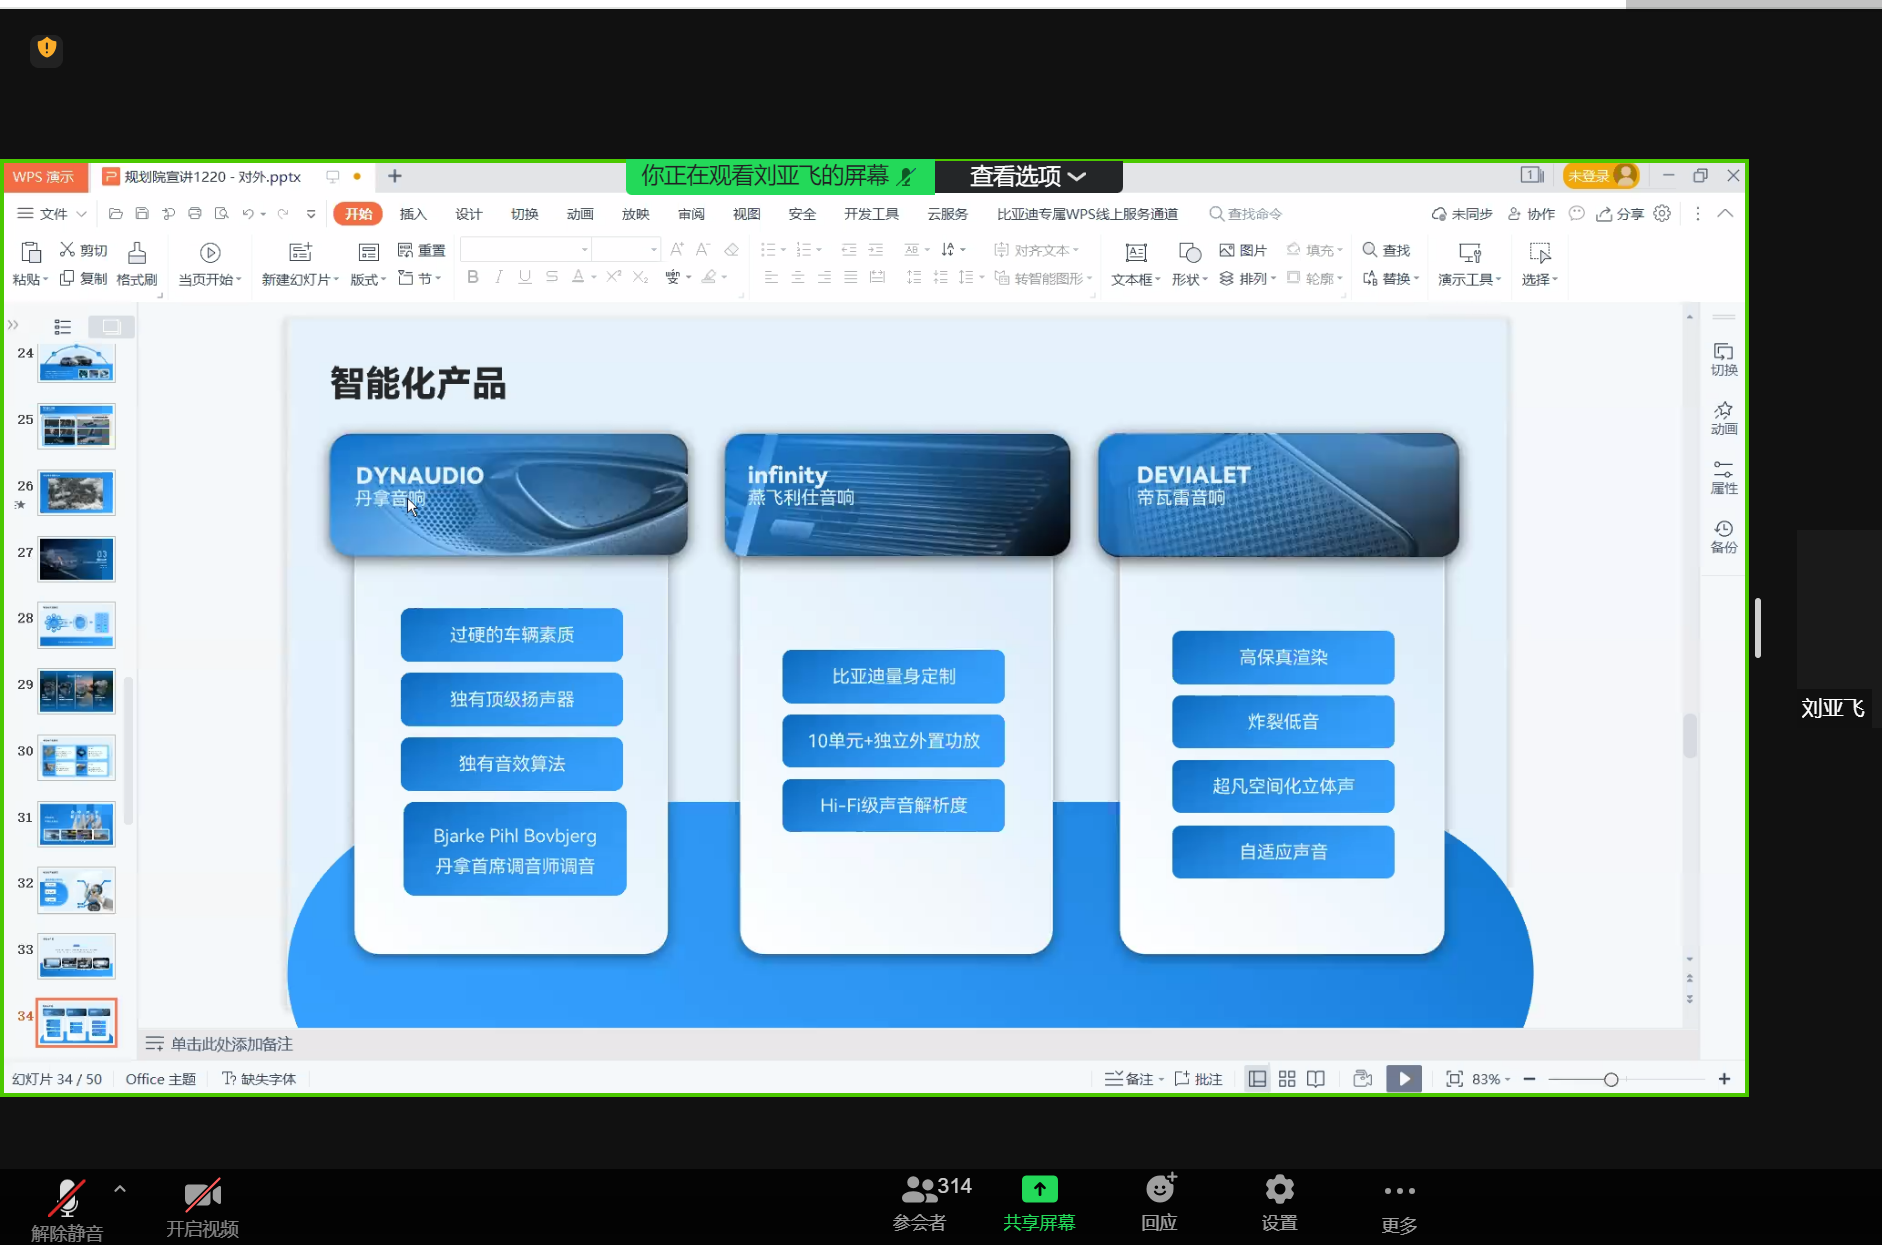 WPS 演示
规划院宣讲1220 - 对外.pptx
你正在观看刘亚飞的屏幕
查看选项
未登录
文件
开始
插入
设计
切换
动画
放映
审阅
视图
安全
开发工具
云服务
比亚迪专属WPS线上服务通道
查找命令
未同步
协作
分享
粘贴
剪切
复制
格式刷
当页开始
新建幻灯片
版式
重置
节
对齐文本
转智能图形
文本框
形状
图片
排列
填充
轮廓
查找
替换
演示工具
选择
24
25
26
27
28
29
30
31
32
33
34
智能化产品
DYNAUDIO
丹拿音响
过硬的车辆素质
独有顶级扬声器
独有音效算法
Bjarke Pihl Bovbjerg
丹拿首席调音师调音
infinity
燕飞利仕音响
比亚迪量身定制
10单元+独立外置功放
Hi-Fi级声音解析度
DEVIALET
帝瓦雷音响
高保真渲染
炸裂低音
超凡空间化立体声
自适应声音
切换
动画
属性
备份
刘亚飞
单击此处添加备注
幻灯片 34 / 50
Office 主题
缺失字体
备注
批注
83%
解除静音
开启视频
314
参会者
共享屏幕
回应
设置
更多